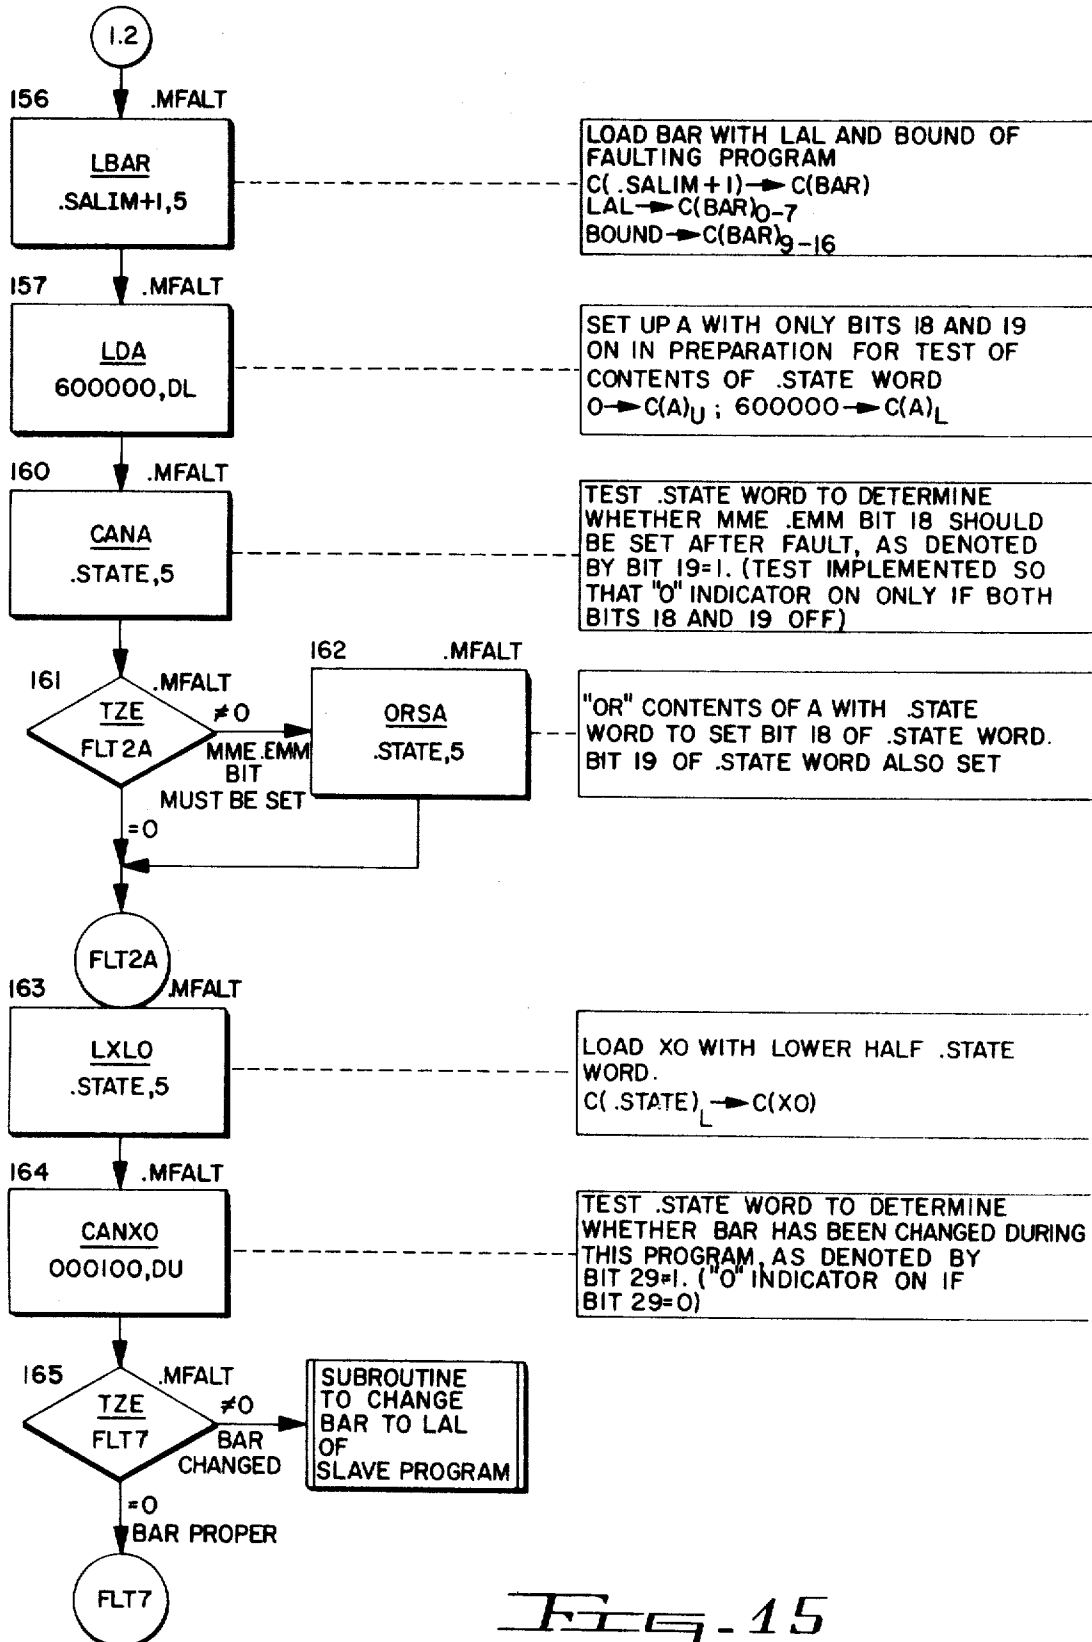 1.2
156 .MFALT
LBAR
.SALIM+1,5
LOAD BAR WITH LAL AND BOUND OF
FAULTING PROGRAM
C( .SALIM+1)→ C(BAR)
LAL→C(BAR)0-7
BOUND→C(BAR)9-16
157 .MFALT
LDA
600000,DL
SET UP A WITH ONLY BITS 18 AND 19
ON IN PREPARATION FOR TEST OF
CONTENTS OF .STATE WORD
0→C(A)U ; 600000→C(A)L
160 .MFALT
CANA
.STATE,5
TEST .STATE WORD TO DETERMINE
WHETHER MME .EMM BIT 18 SHOULD
BE SET AFTER FAULT, AS DENOTED
BY BIT 19=1. (TEST IMPLEMENTED SO
THAT "0" INDICATOR ON ONLY IF BOTH
BITS 18 AND 19 OFF)
161 .MFALT
TZE
FLT2A
≠0
MME.EMM
BIT
MUST BE SET
=0
162 .MFALT
ORSA
.STATE,5
"OR" CONTENTS OF A WITH .STATE
WORD TO SET BIT 18 OF .STATE WORD.
BIT 19 OF .STATE WORD ALSO SET
FLT2A
163 .MFALT
LXLO
.STATE,5
LOAD XO WITH LOWER HALF .STATE
WORD.
C( .STATE)L→C(XO)
164 .MFALT
CANXO
000100,DU
TEST .STATE WORD TO DETERMINE
WHETHER BAR HAS BEEN CHANGED DURING
THIS PROGRAM, AS DENOTED BY
BIT 29=1. ("0" INDICATOR ON IF
BIT 29=0)
165 .MFALT
TZE
FLT7
≠0
BAR
CHANGED
SUBROUTINE
TO CHANGE
BAR TO LAL
OF
SLAVE PROGRAM
=0
BAR PROPER
FLT7
FIG-15